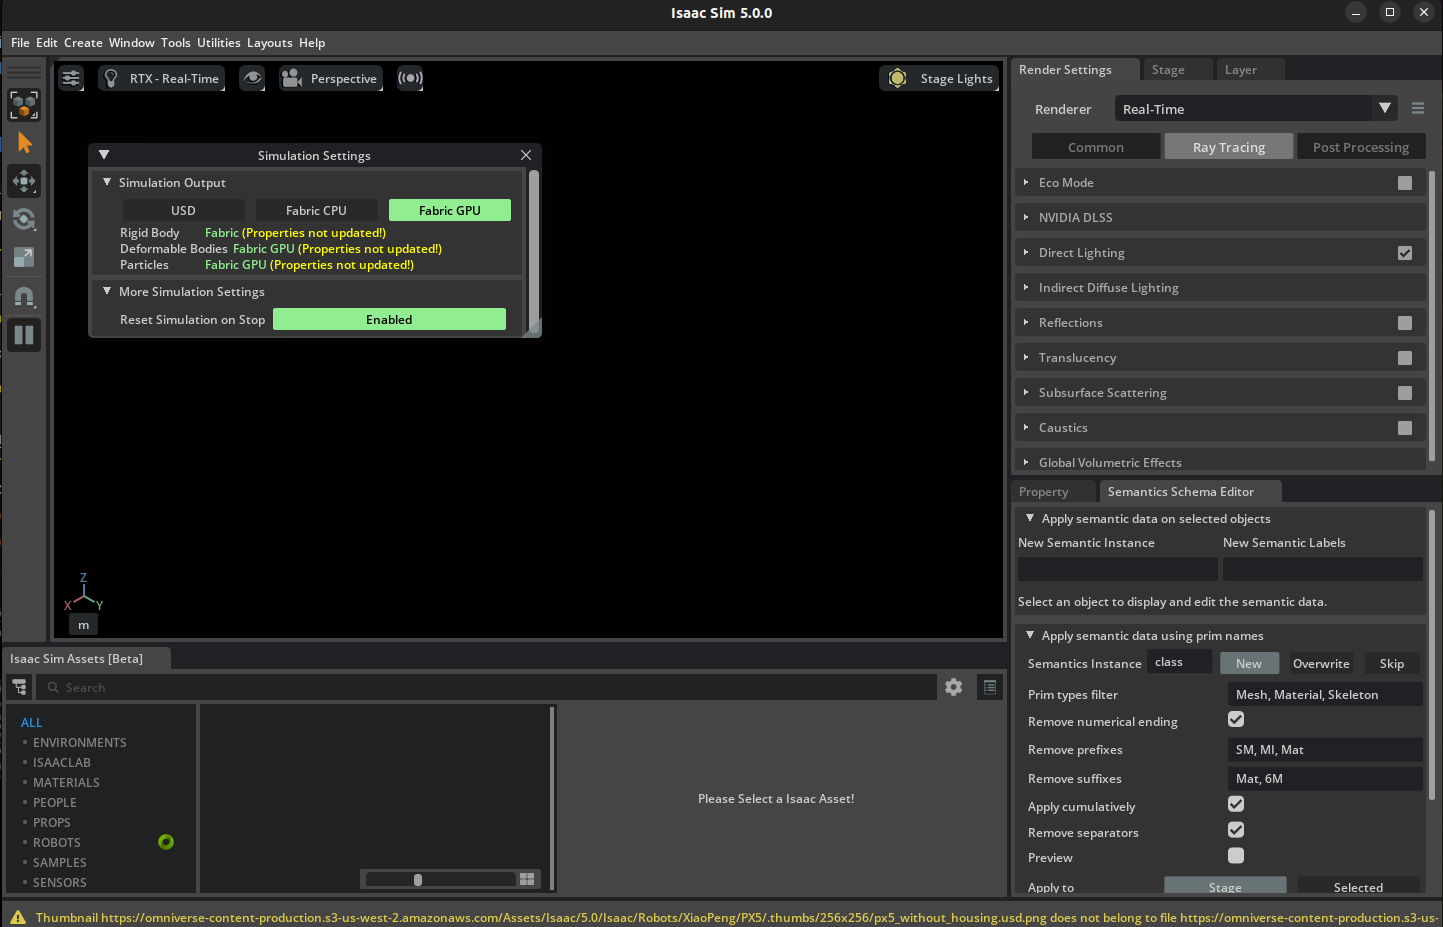 Isaac Sim 5.0.0
File Edit Create Window Tools Utilities Layouts Help
RTX - Real-Time
Perspective
Stage Lights
Simulation Settings
Simulation Output
USD
Fabric CPU
Fabric GPU
Rigid Body Fabric (Properties not updated!)
Deformable Bodies Fabric GPU (Properties not updated!)
Particles Fabric GPU (Properties not updated!)
More Simulation Settings
Reset Simulation on Stop Enabled
Z
X Y
m
Render Settings Stage Layer
Renderer Real-Time
Common Ray Tracing Post Processing
Eco Mode
NVIDIA DLSS
Direct Lighting
Indirect Diffuse Lighting
Reflections
Translucency
Subsurface Scattering
Caustics
Global Volumetric Effects
Property Semantics Schema Editor
Apply semantic data on selected objects
New Semantic Instance New Semantic Labels
Select an object to display and edit the semantic data.
Apply semantic data using prim names
Semantics Instance class New Overwrite Skip
Prim types filter Mesh, Material, Skeleton
Remove numerical ending
Remove prefixes SM, MI, Mat
Remove suffixes Mat, 6M
Apply cumulatively
Remove separators
Preview
Apply to Stage Selected
Isaac Sim Assets [Beta]
Search
ALL
ENVIRONMENTS
ISAACLAB
MATERIALS
PEOPLE
PROPS
ROBOTS
SAMPLES
SENSORS
Please Select a Isaac Asset!
Thumbnail https://omniverse-content-production.s3-us-west-2.amazonaws.com/Assets/Isaac/5.0/Isaac/Robots/XiaoPeng/PX5/.thumbs/256x256/px5_without_housing.usd.png does not belong to file https://omniverse-content-production.s3-us-